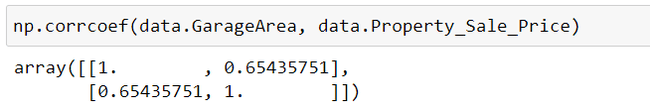 np.corrcoef(data.GarageArea, data.Property_Sale_Price)
array([[1.        , 0.65435751],
       [0.65435751, 1.        ]])